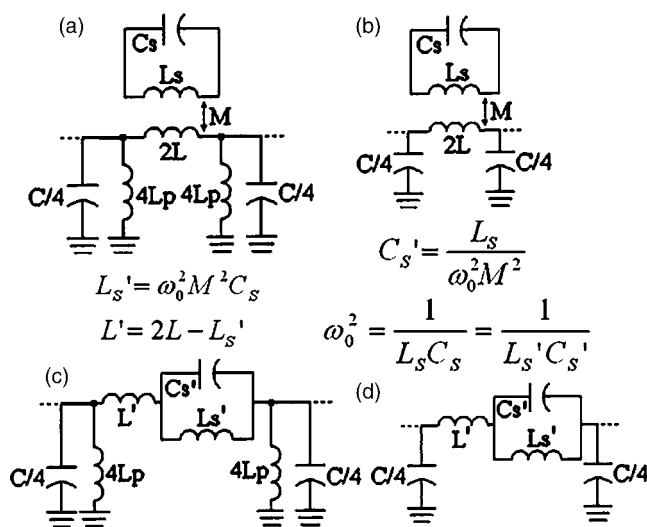 (a)
Cs
Ls
M
2L
C/4
4Lp
4Lp
C/4
(b)
Cs
Ls
M
2L
C/4
C/4
Ls' = ω₀²M²Cs
L' = 2L − Ls'
Cs' = Ls / ω₀²M²
ω₀² = 1 / LsCs = 1 / Ls'Cs'
(c)
L'
Cs'
Ls'
C/4
4Lp
4Lp
C/4
(d)
L'
Cs'
Ls'
C/4
C/4